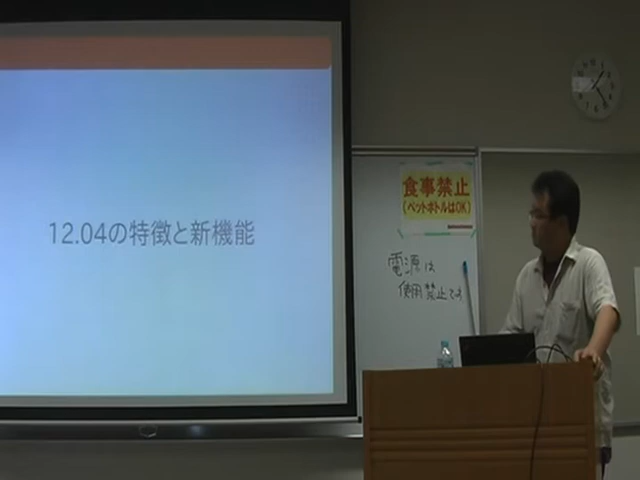 12.04の特徴と新機能
食事禁止
(ペットボトルはOK)
電源は
使用禁止です